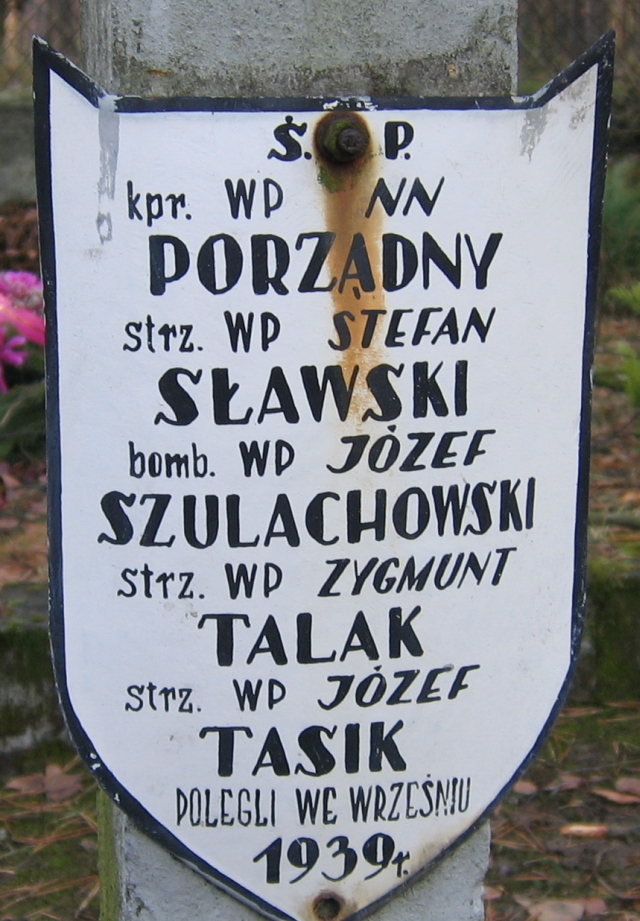 Ś. P.
kpr. WP NN
PORZĄDNY
strz. WP STEFAN
SŁAWSKI
bomb. WP JÓZEF
SZULACHOWSKI
strz. WP ZYGMUNT
TALAK
strz. WP JÓZEF
TASIK
POLEGLI WE WRZEŚNIU
1939r.